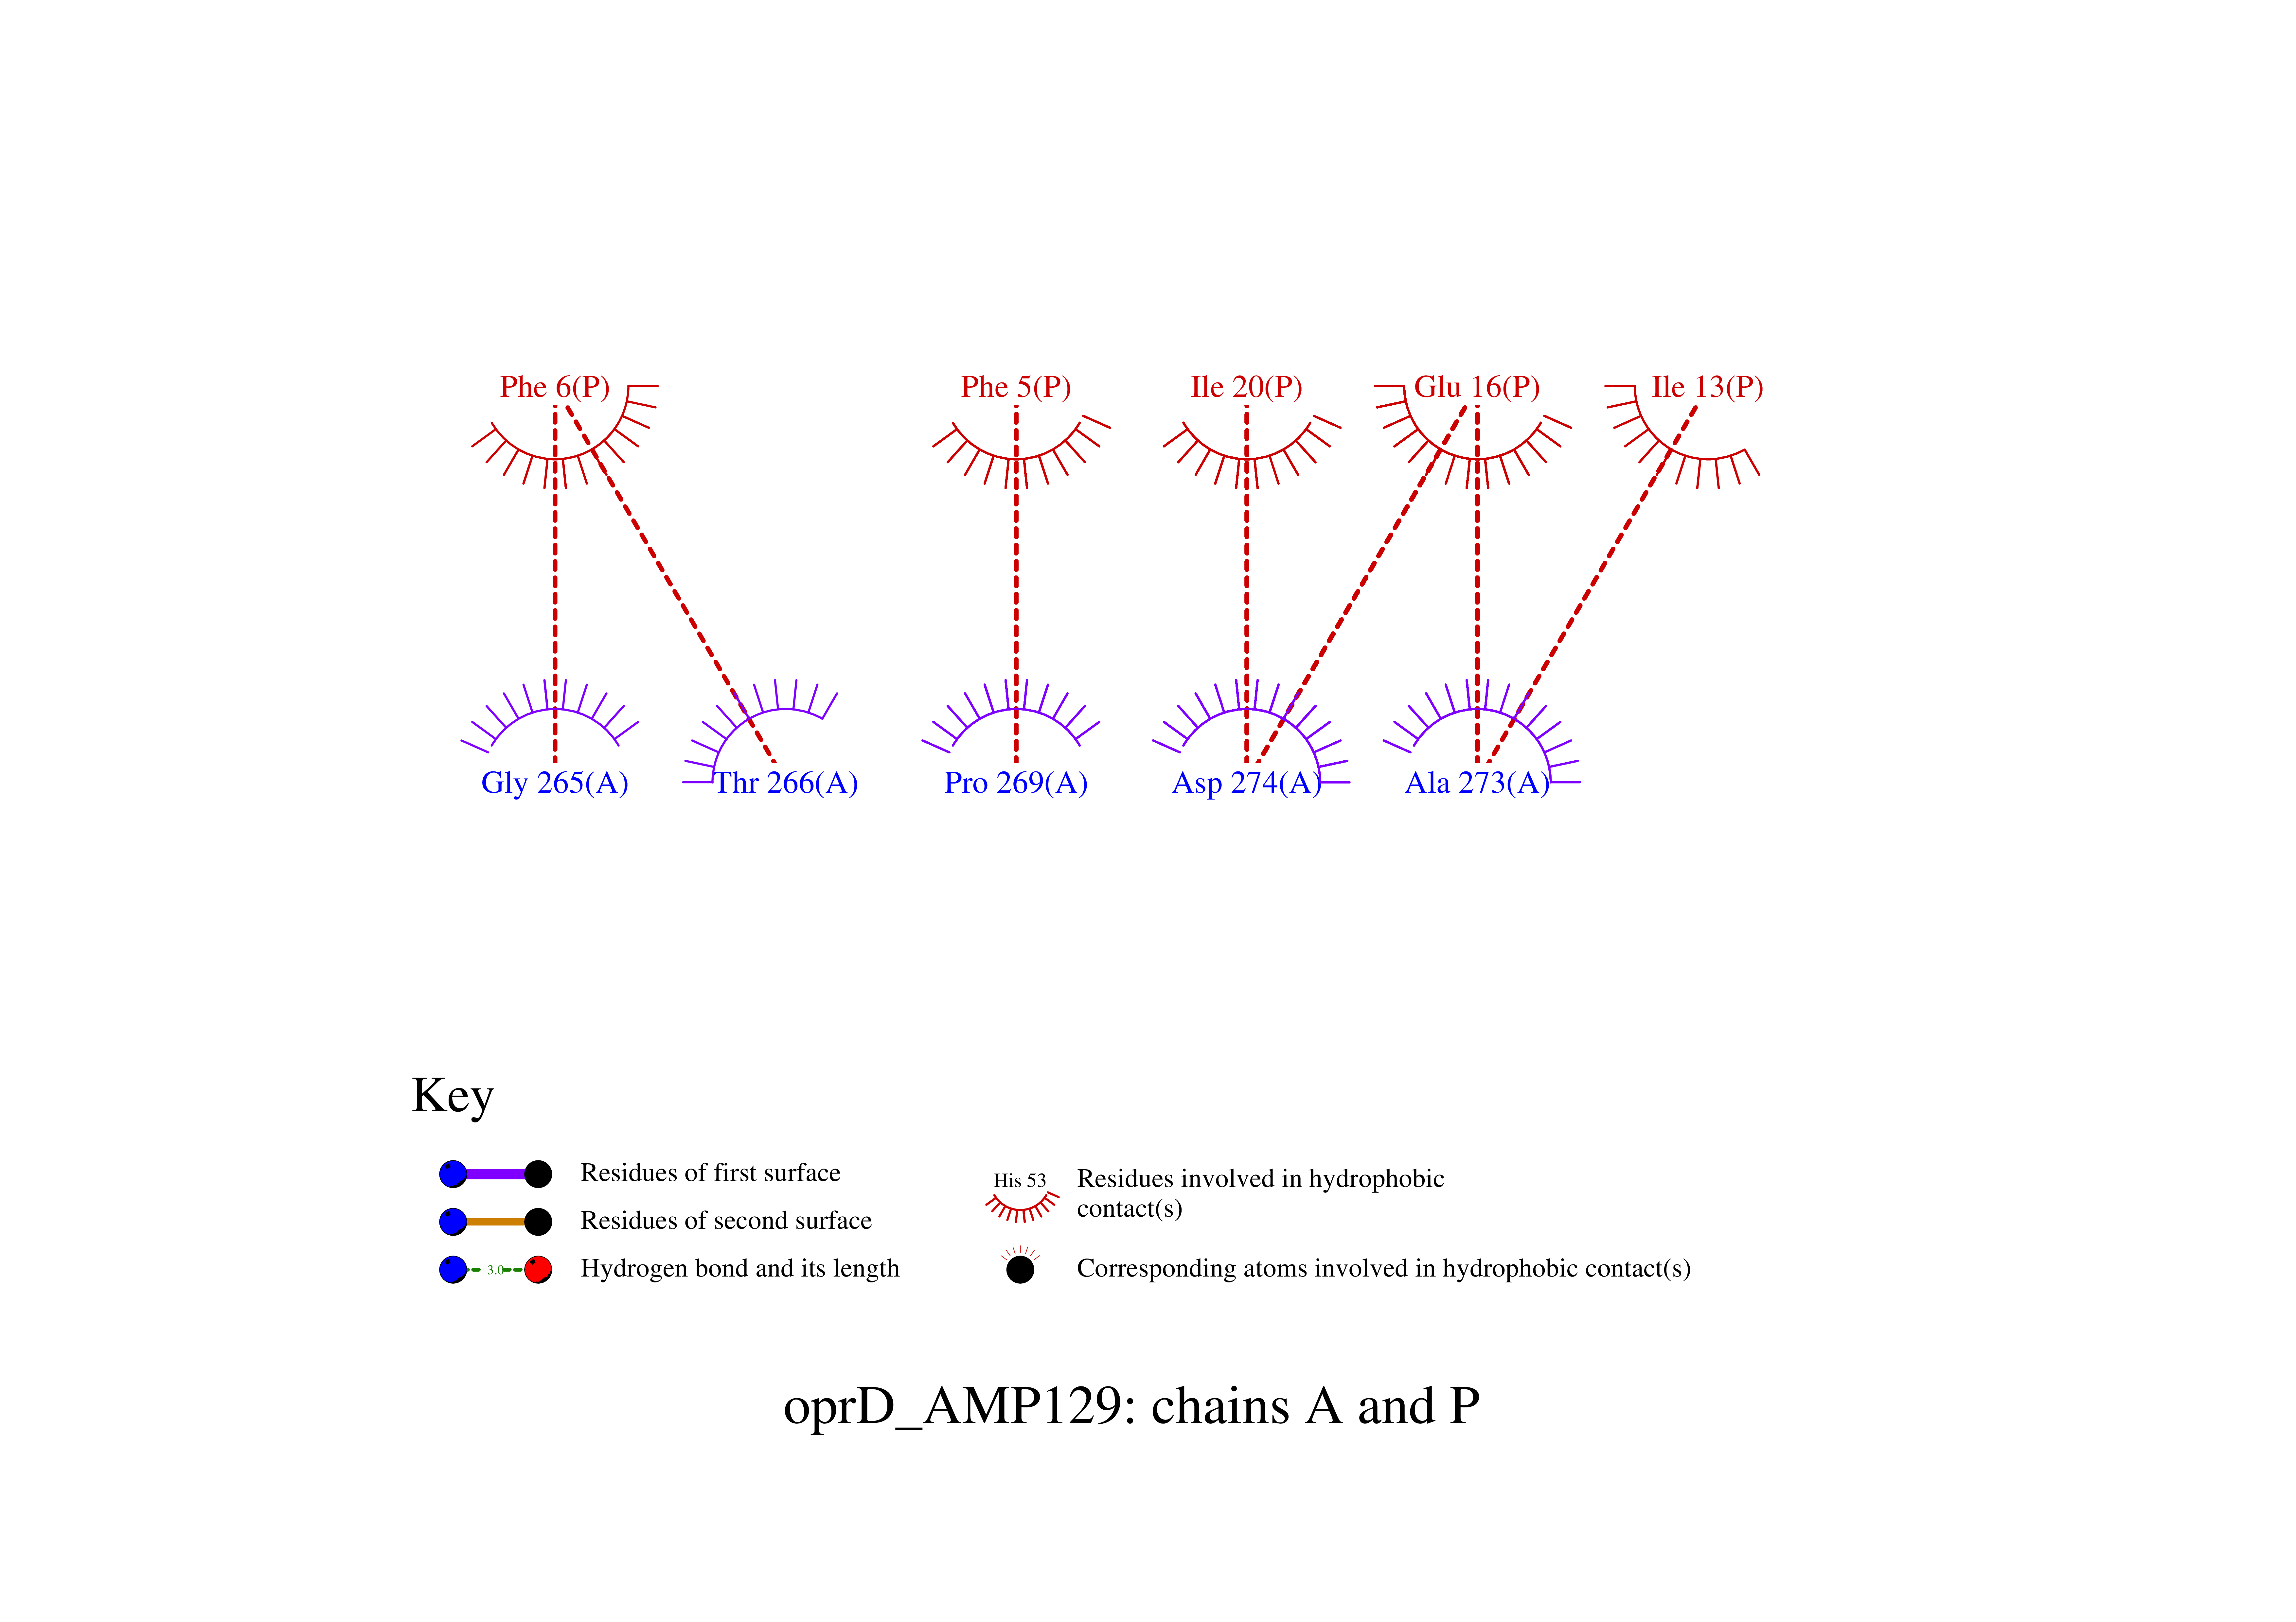 Phe 6(P) Phe 5(P) Ile 20(P) Glu 16(P) Ile 13(P)
Gly 265(A) Thr 266(A) Pro 269(A) Asp 274(A) Ala 273(A)
Key
Residues of first surface
Residues of second surface
3.0 Hydrogen bond and its length
His 53 Residues involved in hydrophobic
contact(s)
Corresponding atoms involved in hydrophobic contact(s)
oprD_AMP129: chains A and P